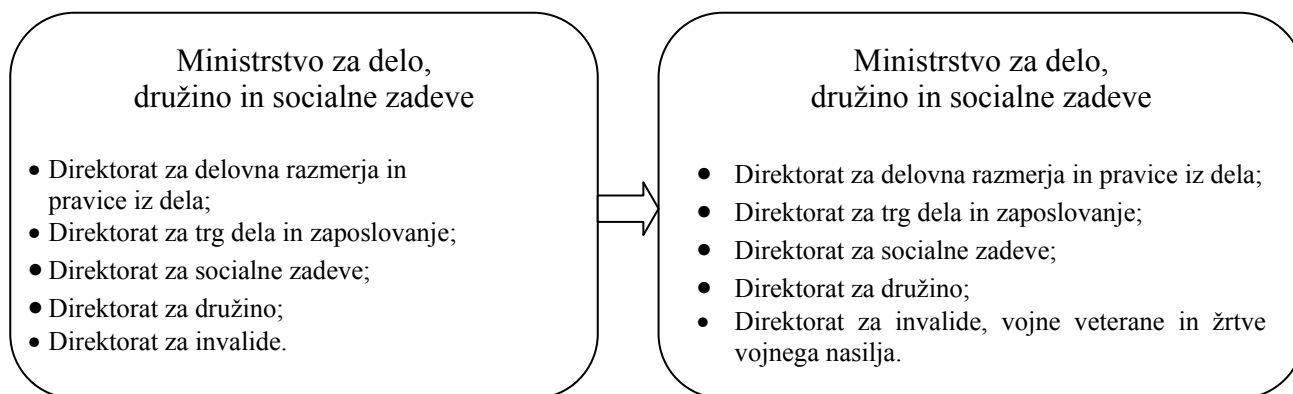 Ministrstvo za delo,
družino in socialne zadeve
• Direktorat za delovna razmerja in
pravice iz dela;
• Direktorat za trg dela in zaposlovanje;
• Direktorat za socialne zadeve;
• Direktorat za družino;
• Direktorat za invalide.
Ministrstvo za delo,
družino in socialne zadeve
• Direktorat za delovna razmerja in pravice iz dela;
• Direktorat za trg dela in zaposlovanje;
• Direktorat za socialne zadeve;
• Direktorat za družino;
• Direktorat za invalide, vojne veterane in žrtve
vojnega nasilja.